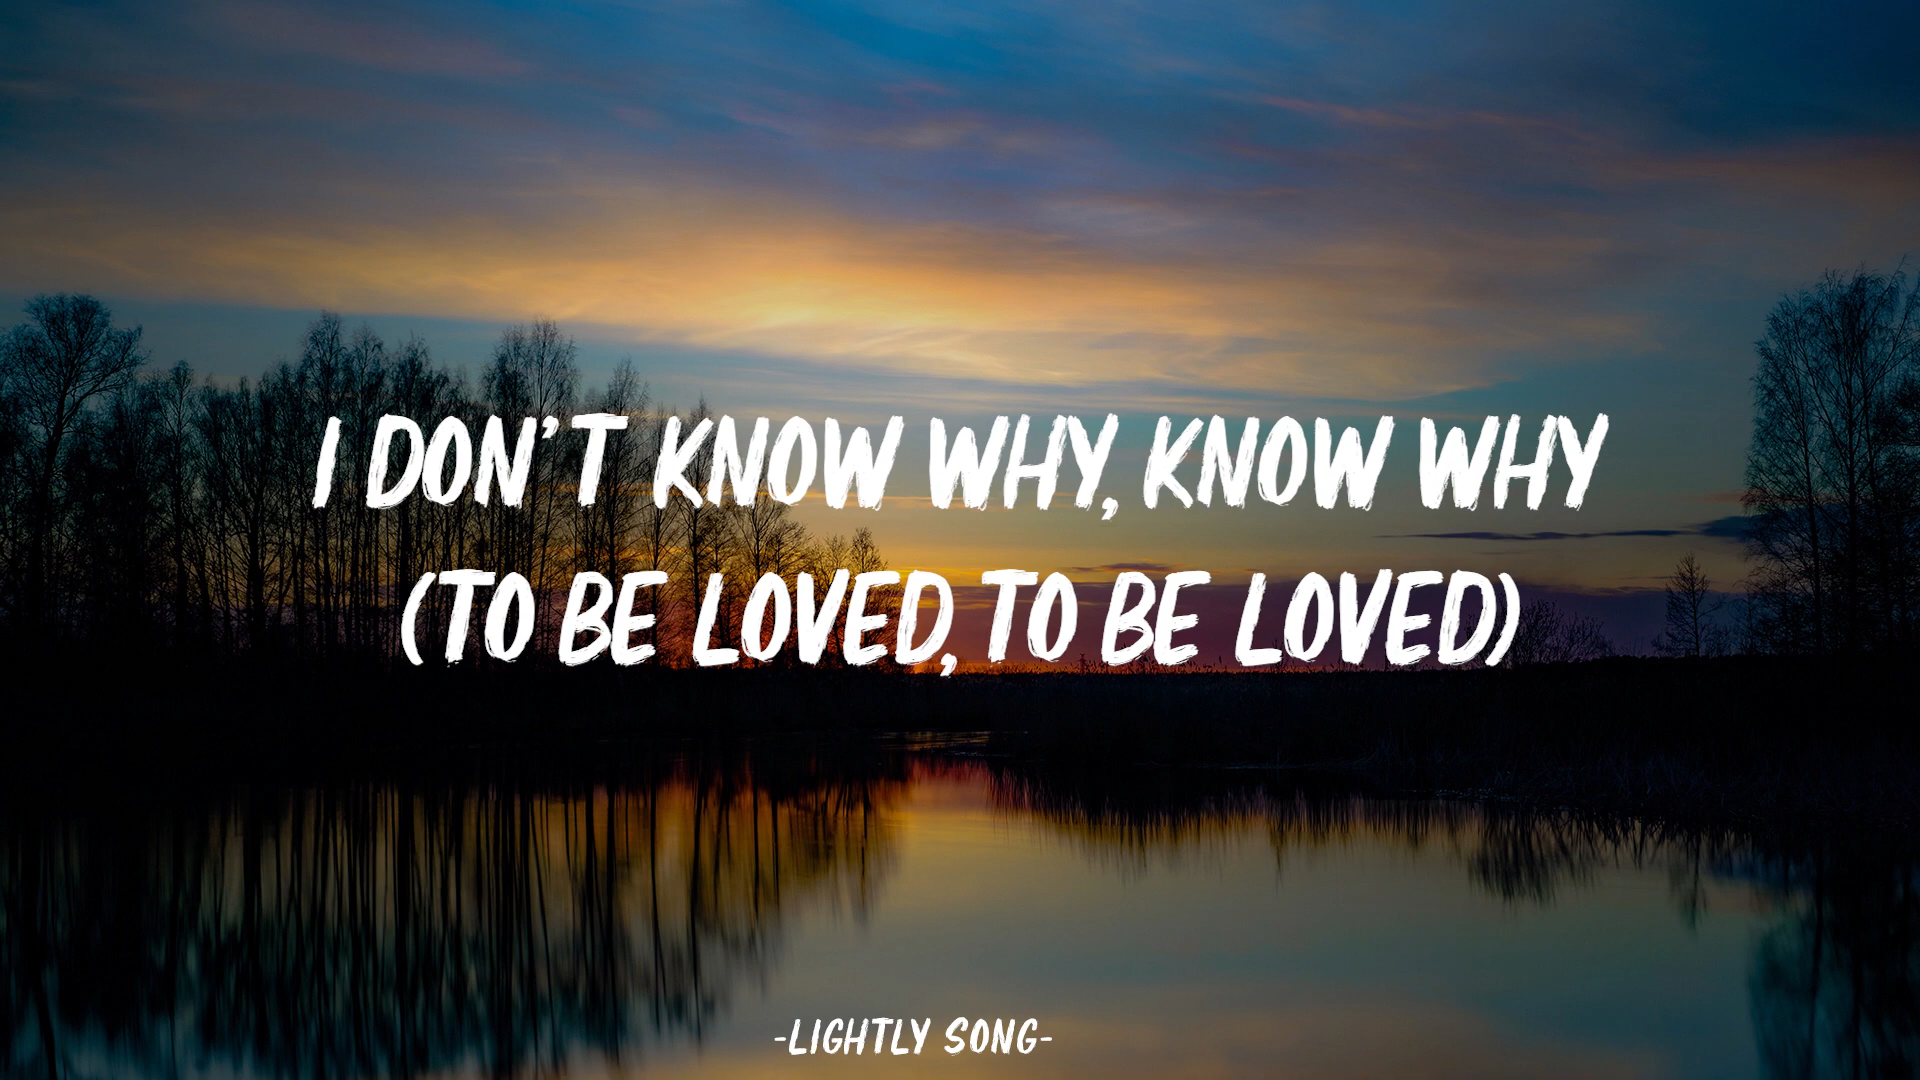 I DON'T KNOW WHY, KNOW WHY
(TO BE LOVED, TO BE LOVED)
-LIGHTLY SONG-